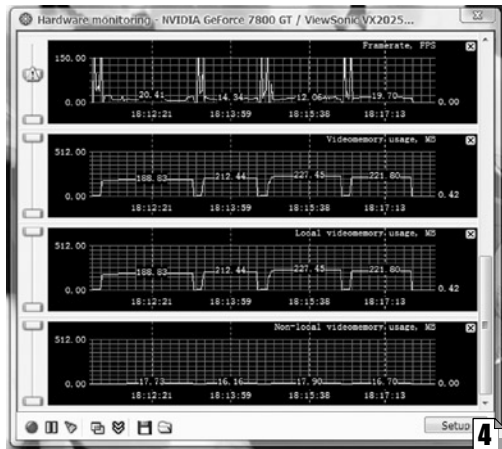 Hardware monitoring - NVIDIA GeForce 7800 GT / ViewSonic VX2025...
Framerate, FPS
150.00
20.41 14.34 12.06 19.70
0.00 0.00
18:12:21 18:13:59 18:15:38 18:17:13
Videomemory usage, MB
512.00
188.83 212.44 227.45 221.80
0.00 0.42
18:12:21 18:13:59 18:15:38 18:17:13
Local videomemory usage, MB
512.00
188.83 212.44 227.45 221.80
0.00 0.42
18:12:21 18:13:59 18:15:38 18:17:13
Non-local videomemory usage, MB
512.00
17.73 16.16 17.90 16.70
0.00 0.00
18:12:21 18:13:59 18:15:38 18:17:13
Setup
4